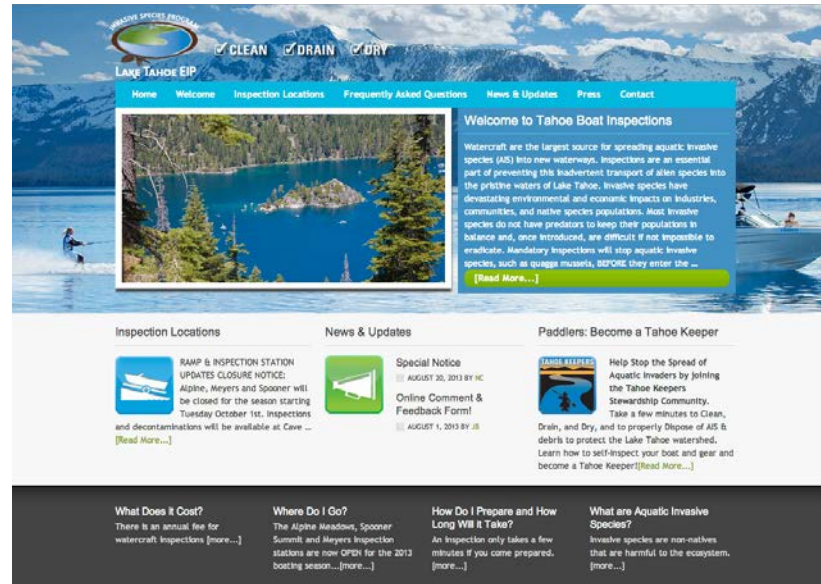 INVASIVE SPECIES PROGRAM
LAKE TAHOE EIP
CLEAN DRAIN DRY
Home Welcome Inspection Locations Frequently Asked Questions News & Updates Press Contact
Welcome to Tahoe Boat Inspections
Watercraft are the largest source for spreading aquatic invasive
species (AIS) into new waterways. Inspections are an essential
part of preventing this inadvertent transport of alien species into
the pristine waters of Lake Tahoe. Invasive species have
devastating environmental and economic impacts on industries,
communities, and native species populations. Most invasive
species do not have predators to keep their populations in
balance and, once introduced, are difficult if not impossible to
eradicate. Mandatory inspections will stop aquatic invasive
species, such as quagga mussels, BEFORE they enter the ...
[Read More...]
Inspection Locations
RAMP & INSPECTION STATION
UPDATES CLOSURE NOTICE:
Alpine, Meyers and Spooner will
be closed for the season starting
Tuesday October 1st. Inspections
and decontaminations will be available at Cave ...
[Read More...]
News & Updates
Special Notice
AUGUST 20, 2013 BY NC
Online Comment &
Feedback Form!
AUGUST 1, 2013 BY JB
Paddlers: Become a Tahoe Keeper
TAHOE KEEPERS
Help Stop the Spread of
Aquatic Invaders by joining
the Tahoe Keepers
Stewardship Community.
Take a few minutes to Clean,
Drain, and Dry, and to properly Dispose of AIS &
debris to protect the Lake Tahoe watershed.
Learn how to self-inspect your boat and gear and
become a Tahoe Keeper![Read More...]
What Does it Cost?
There is an annual fee for
watercraft inspections [more...]
Where Do I Go?
The Alpine Meadows, Spooner
Summit and Meyers inspection
stations are now OPEN for the 2013
boating season...[more...]
How Do I Prepare and How
Long Will it Take?
An inspection only takes a few
minutes if you come prepared.
[more...]
What are Aquatic Invasive
Species?
Invasive species are non-natives
that are harmful to the ecosystem.
[more...]